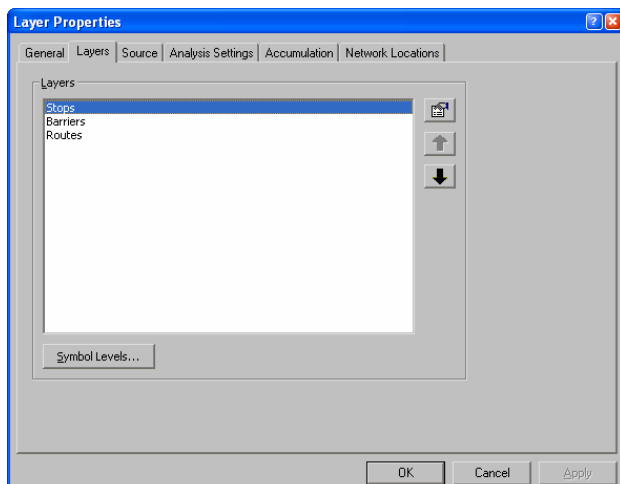 Layer Properties
General Layers Source Analysis Settings Accumulation Network Locations
Layers
Stops
Barriers
Routes
Symbol Levels...
OK Cancel Apply